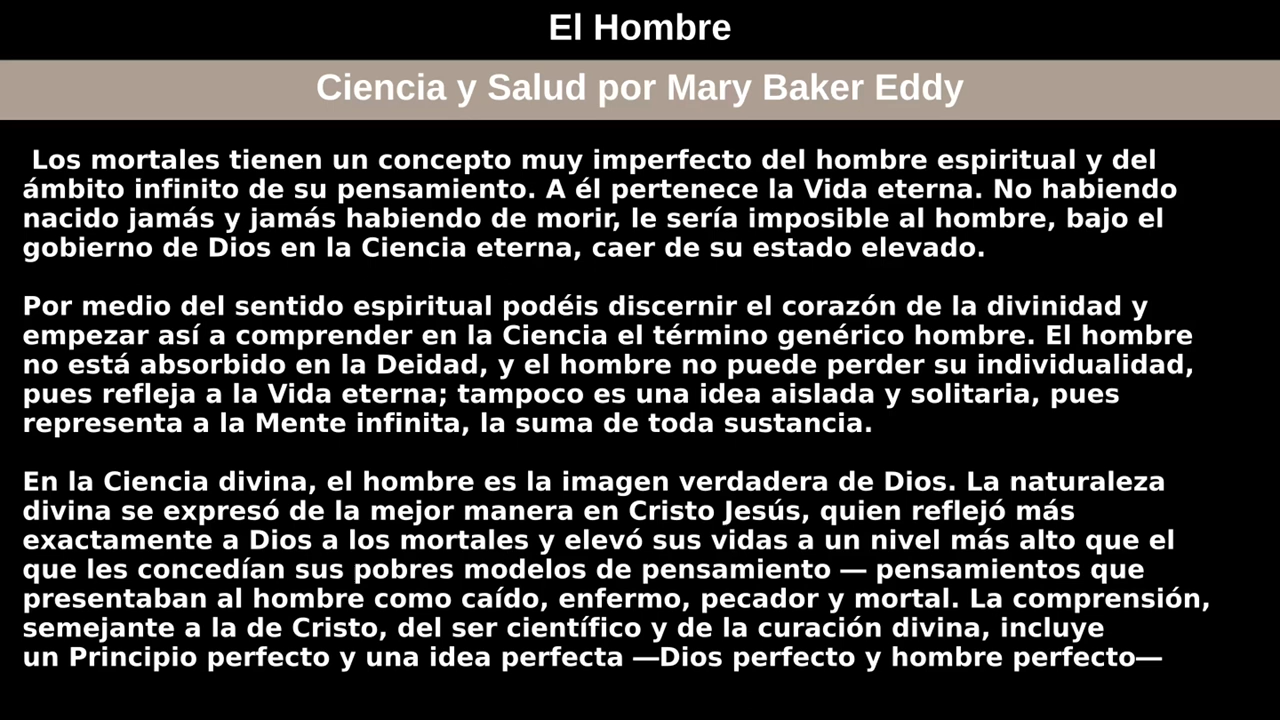 El Hombre
Ciencia y Salud por Mary Baker Eddy
Los mortales tienen un concepto muy imperfecto del hombre espiritual y del
ámbito infinito de su pensamiento. A él pertenece la Vida eterna. No habiendo
nacido jamás y jamás habiendo de morir, le sería imposible al hombre, bajo el
gobierno de Dios en la Ciencia eterna, caer de su estado elevado.
Por medio del sentido espiritual podéis discernir el corazón de la divinidad y
empezar así a comprender en la Ciencia el término genérico hombre. El hombre
no está absorbido en la Deidad, y el hombre no puede perder su individualidad,
pues refleja a la Vida eterna; tampoco es una idea aislada y solitaria, pues
representa a la Mente infinita, la suma de toda sustancia.
En la Ciencia divina, el hombre es la imagen verdadera de Dios. La naturaleza
divina se expresó de la mejor manera en Cristo Jesús, quien reflejó más
exactamente a Dios a los mortales y elevó sus vidas a un nivel más alto que el
que les concedían sus pobres modelos de pensamiento — pensamientos que
presentaban al hombre como caído, enfermo, pecador y mortal. La comprensión,
semejante a la de Cristo, del ser científico y de la curación divina, incluye
un Principio perfecto y una idea perfecta —Dios perfecto y hombre perfecto—